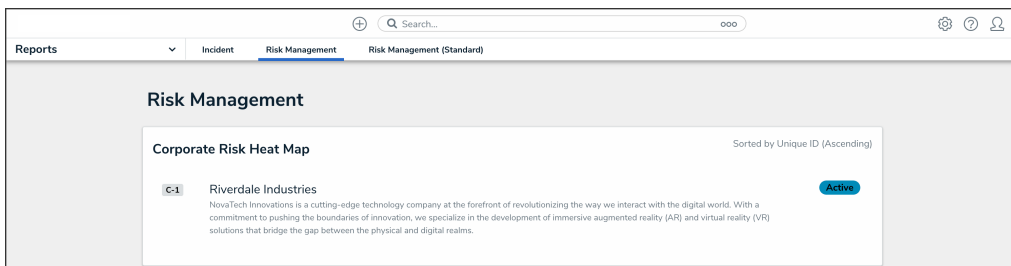 Search...
Reports
Incident
Risk Management
Risk Management (Standard)
Risk Management
Corporate Risk Heat Map
Sorted by Unique ID (Ascending)
C-1
Riverdale Industries
Active
NovaTech Innovations is a cutting-edge technology company at the forefront of revolutionizing the way we interact with the digital world. With a
commitment to pushing the boundaries of innovation, we specialize in the development of immersive augmented reality (AR) and virtual reality (VR)
solutions that bridge the gap between the physical and digital realms.